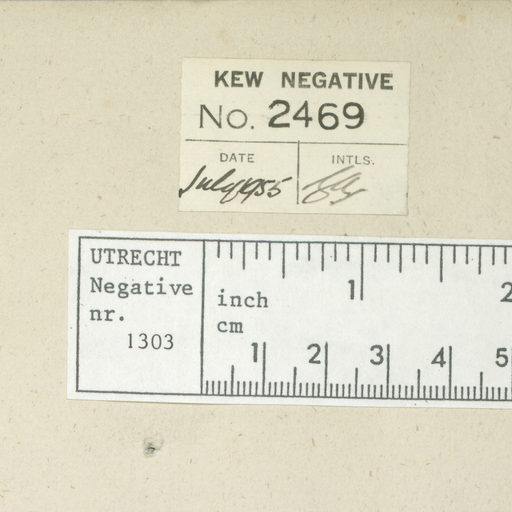 KEW NEGATIVE
No. 2469
DATE INTLS.
July 1955
UTRECHT
Negative
nr.
1303
inch
1 2
cm
1 2 3 4 5